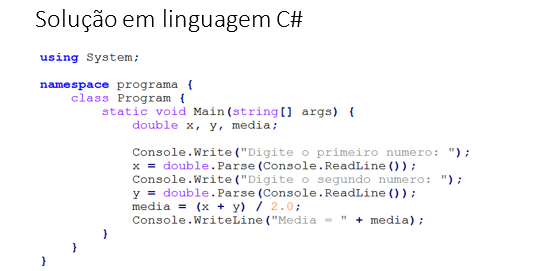 Solução em linguagem C#
using System;
namespace programa {
class Program {
static void Main(string[] args) {
double x, y, media;
Console.Write("Digite o primeiro numero: ");
x = double.Parse(Console.ReadLine());
Console.Write("Digite o segundo numero: ");
y = double.Parse(Console.ReadLine());
media = (x + y) / 2.0;
Console.WriteLine("Media = " + media);
}
}
}